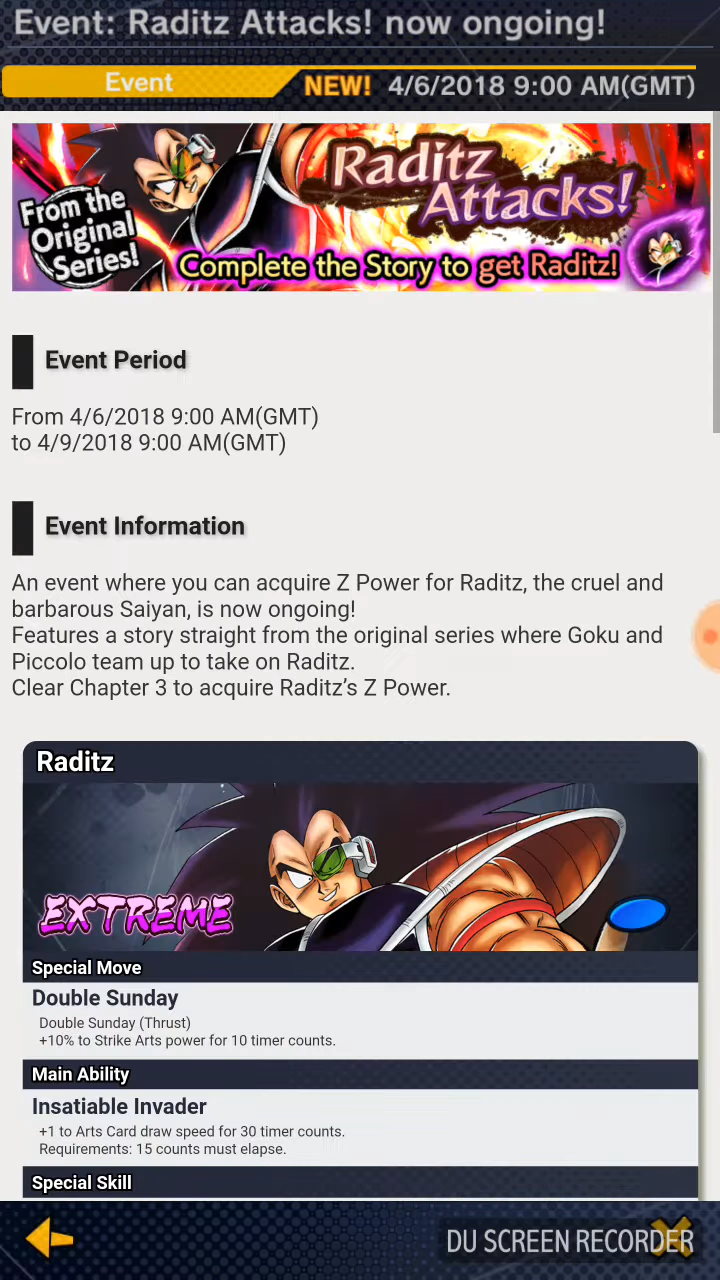 Event: Raditz Attacks! now ongoing!
Event
NEW! 4/6/2018 9:00 AM(GMT)
From the
Original
Series!
Raditz
Attacks!
Complete the Story to get Raditz!
Event Period
From 4/6/2018 9:00 AM(GMT)
to 4/9/2018 9:00 AM(GMT)
Event Information
An event where you can acquire Z Power for Raditz, the cruel and
barbarous Saiyan, is now ongoing!
Features a story straight from the original series where Goku and
Piccolo team up to take on Raditz.
Clear Chapter 3 to acquire Raditz's Z Power.
Raditz
EXTREME
Special Move
Double Sunday
Double Sunday (Thrust)
+10% to Strike Arts power for 10 timer counts.
Main Ability
Insatiable Invader
+1 to Arts Card draw speed for 30 timer counts.
Requirements: 15 counts must elapse.
Special Skill
DU SCREEN RECORDER